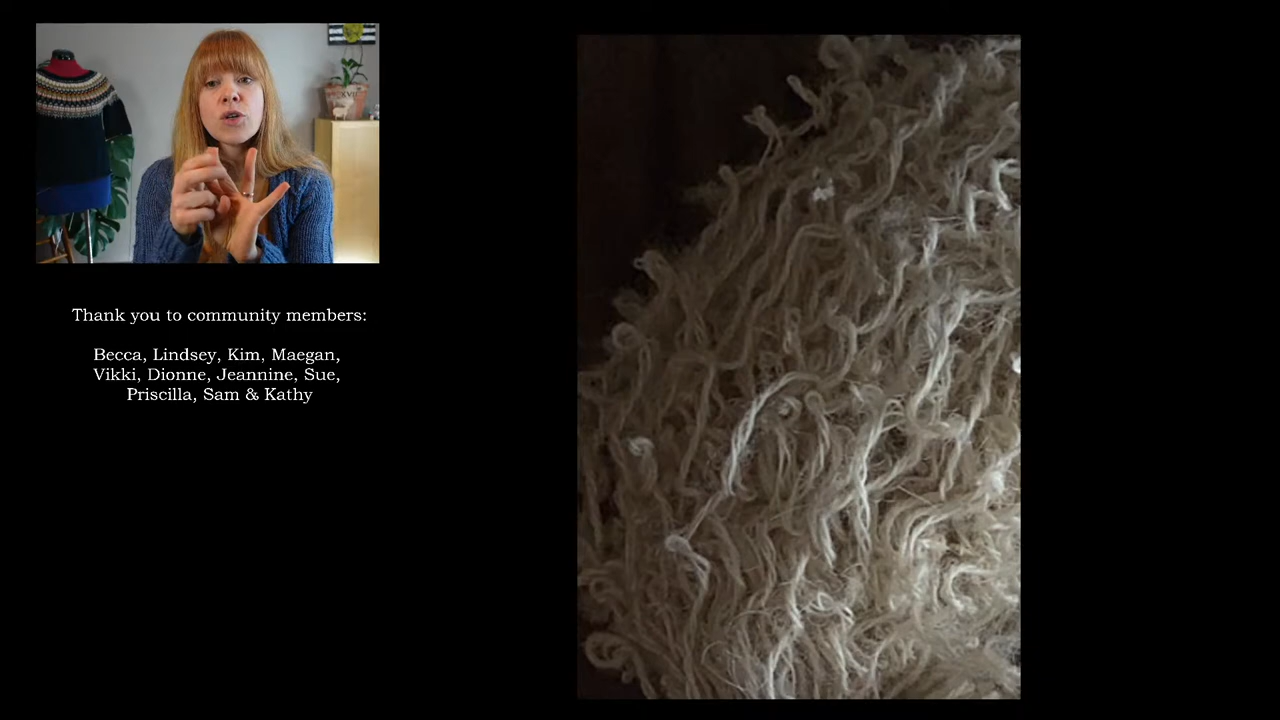 Thank you to community members:
Becca, Lindsey, Kim, Maegan,
Vikki, Dionne, Jeannine, Sue,
Priscilla, Sam & Kathy